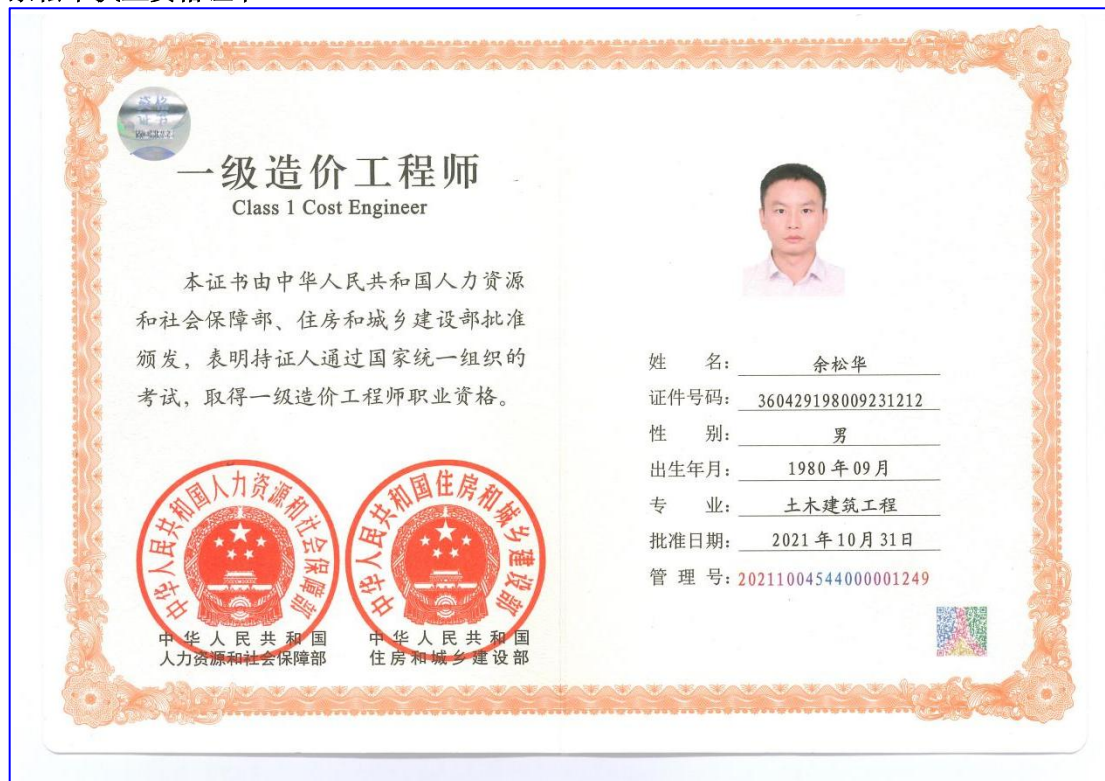 资格
证书
一级造价工程师
Class 1 Cost Engineer
本证书由中华人民共和国人力资源
和社会保障部、住房和城乡建设部批准
颁发，表明持证人通过国家统一组织的
考试，取得一级造价工程师职业资格。
中华人民共和国人力资源和社会保障部
中华人民共和国住房和城乡建设部
中华人民共和国
人力资源和社会保障部
中华人民共和国
住房和城乡建设部
姓 名： 余松华
证件号码： 360429198009231212
性 别： 男
出生年月： 1980年09月
专 业： 土木建筑工程
批准日期： 2021年10月31日
管 理 号：20211004544000001249